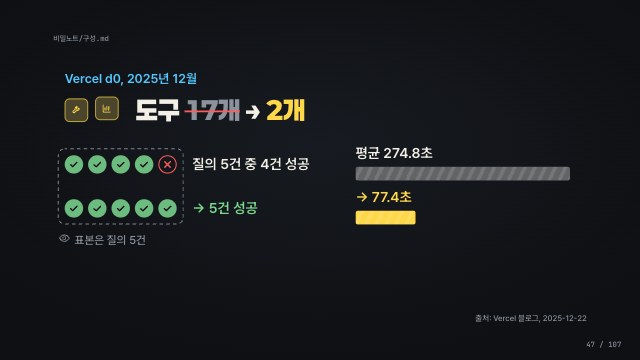 비밀노트/구성.md
Vercel d0, 2025년 12월
도구 17개 → 2개
질의 5건 중 4건 성공
→ 5건 성공
표본은 질의 5건
평균 274.8초
→ 77.4초
출처: Vercel 블로그, 2025-12-22
47 / 107